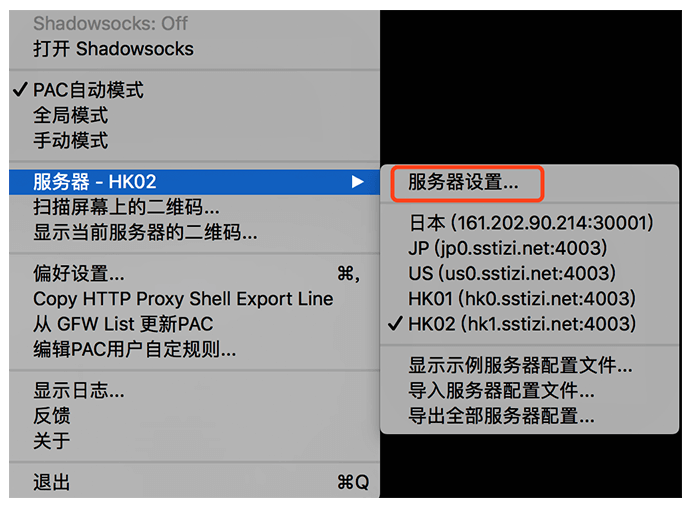 Shadowsocks: Off
打开 Shadowsocks
PAC自动模式
全局模式
手动模式
服务器 - HK02
扫描屏幕上的二维码...
显示当前服务器的二维码...
偏好设置... ⌘,
Copy HTTP Proxy Shell Export Line
从 GFW List 更新PAC
编辑PAC用户自定规则...
显示日志...
反馈
关于
退出 ⌘Q
服务器设置...
日本 (161.202.90.214:30001)
JP (jp0.sstizi.net:4003)
US (us0.sstizi.net:4003)
HK01 (hk0.sstizi.net:4003)
HK02 (hk1.sstizi.net:4003)
显示示例服务器配置文件...
导入服务器配置文件...
导出全部服务器配置...